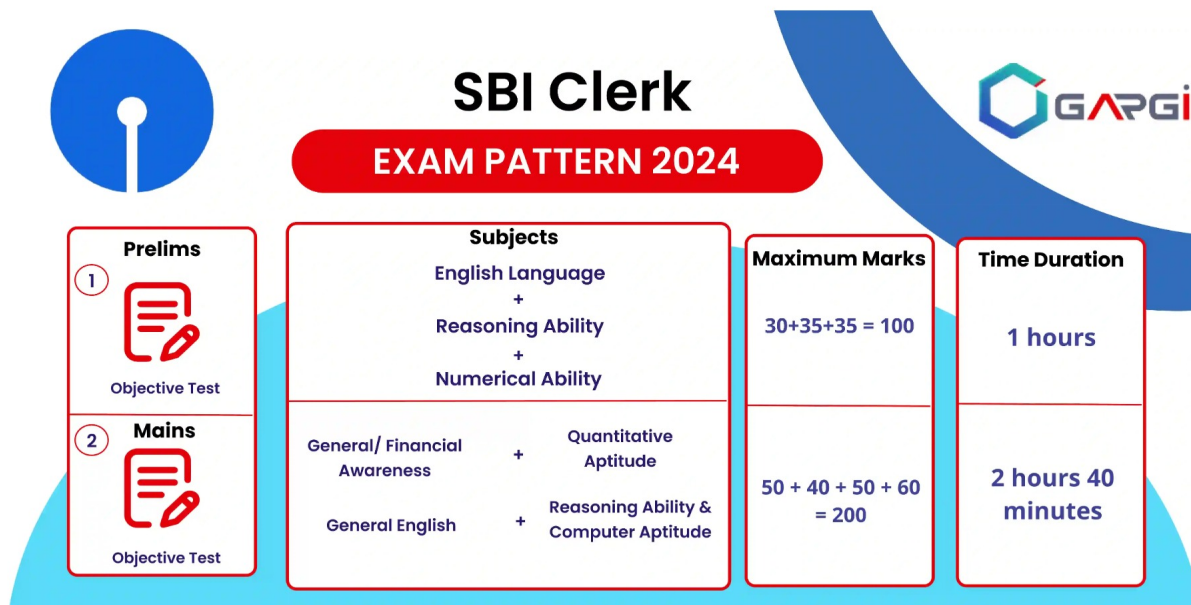 SBI Clerk
GARGI
EXAM PATTERN 2024
Prelims
1
Objective Test
Subjects
English Language
+
Reasoning Ability
+
Numerical Ability
Maximum Marks
30+35+35 = 100
Time Duration
1 hours
Mains
2
Objective Test
General/ Financial
Awareness
+
Quantitative
Aptitude
General English
+
Reasoning Ability &
Computer Aptitude
50 + 40 + 50 + 60
= 200
2 hours 40
minutes